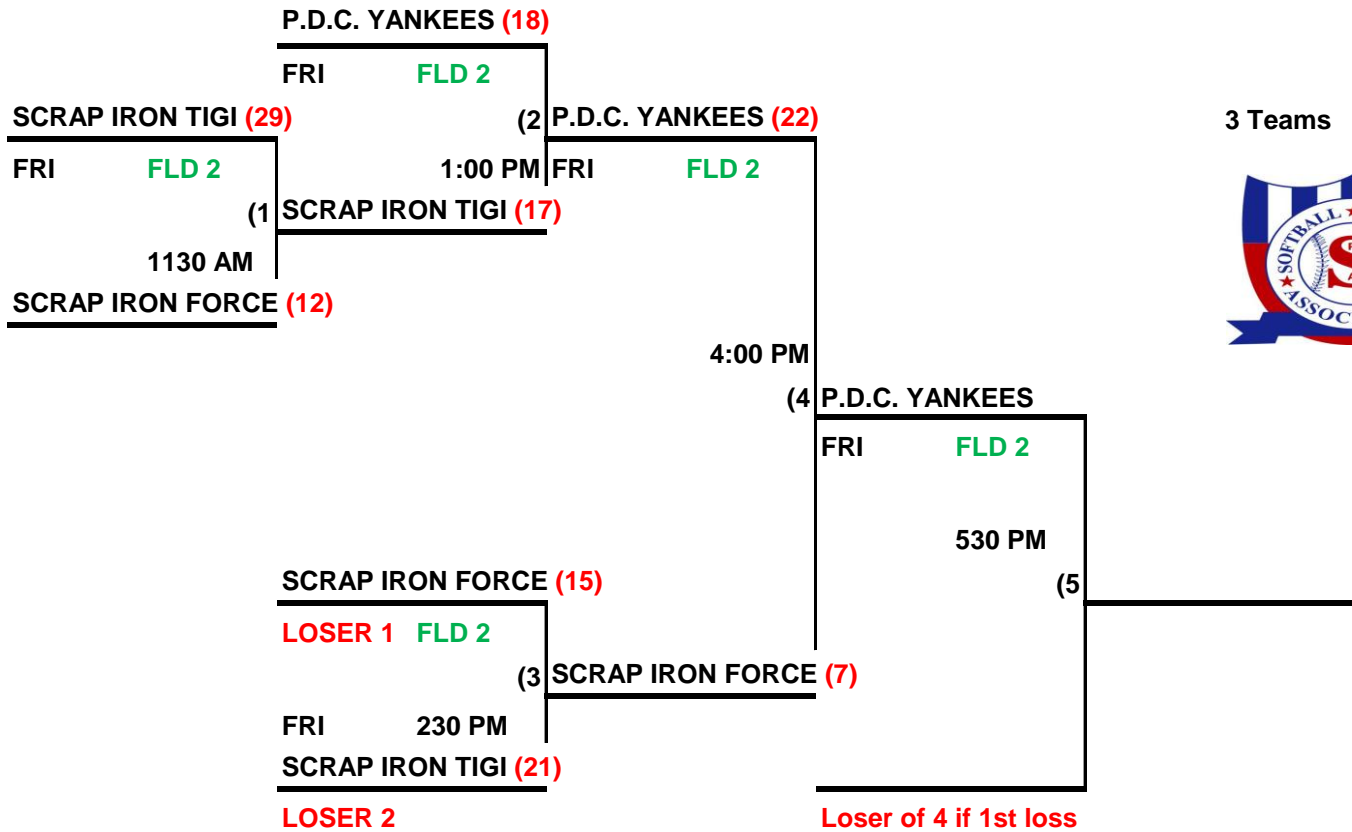 P.D.C. YANKEES (18)
FRI FLD 2
SCRAP IRON TIGI (29)
(2 P.D.C. YANKEES (22)
3 Teams
FRI FLD 2
1:00 PM FRI FLD 2
(1 SCRAP IRON TIGI (17)
1130 AM
SCRAP IRON FORCE (12)
SOFTBALL
4:00 PM
(4 P.D.C. YANKEES
FRI FLD 2
530 PM
SCRAP IRON FORCE (15)
(5
LOSER 1 FLD 2
(3 SCRAP IRON FORCE (7)
FRI 230 PM
SCRAP IRON TIGI (21)
LOSER 2
Loser of 4 if 1st loss